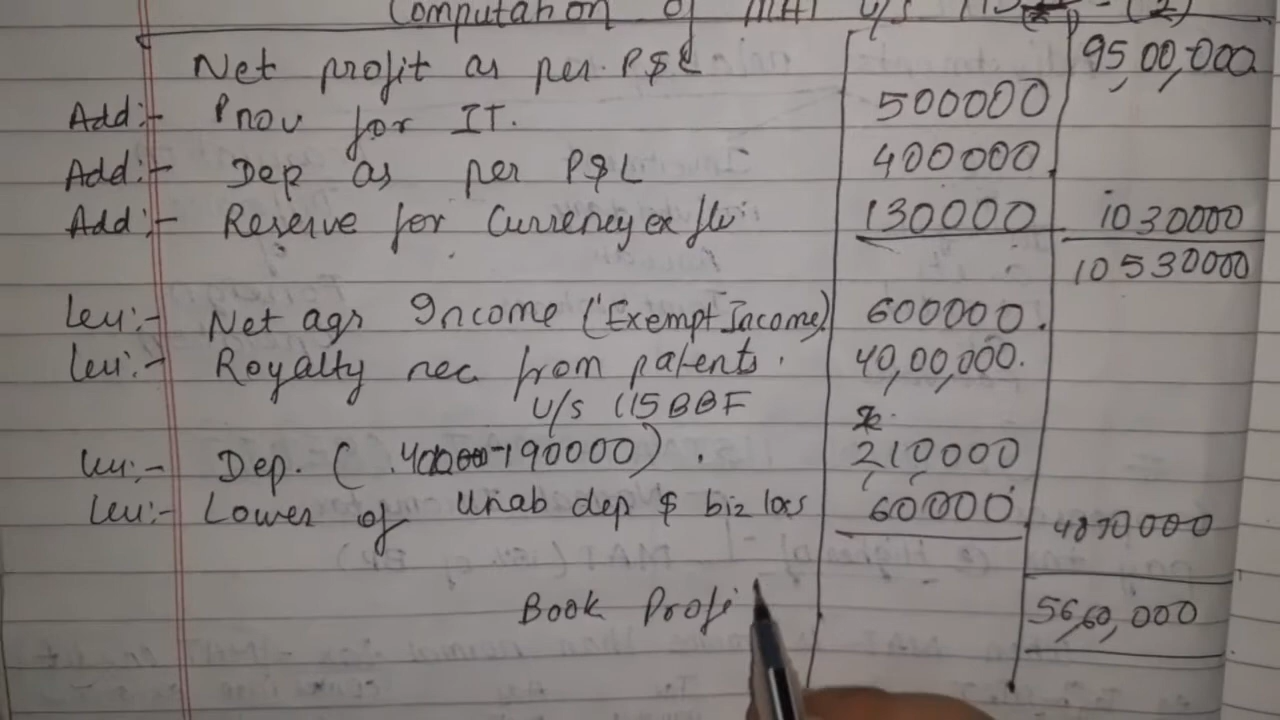 Computation of MAT u/s 115
Net profit as per P$L 95,00,000
Add:- Prov for IT. 500000
Add:- Dep as per P$L 400000
Add:- Reserve for Currency ex flu: 130000 1030000
10530000
Less:- Net agr Income (Exempt Income) 600000.
Less:- Royalty rec from patents. 40,00,000.
U/s 115BBF
Less:- Dep. ( -190000) . 210000
Less:- Lower of Unab dep $ biz loss 60000 4870000
Book Profi 56,60,000